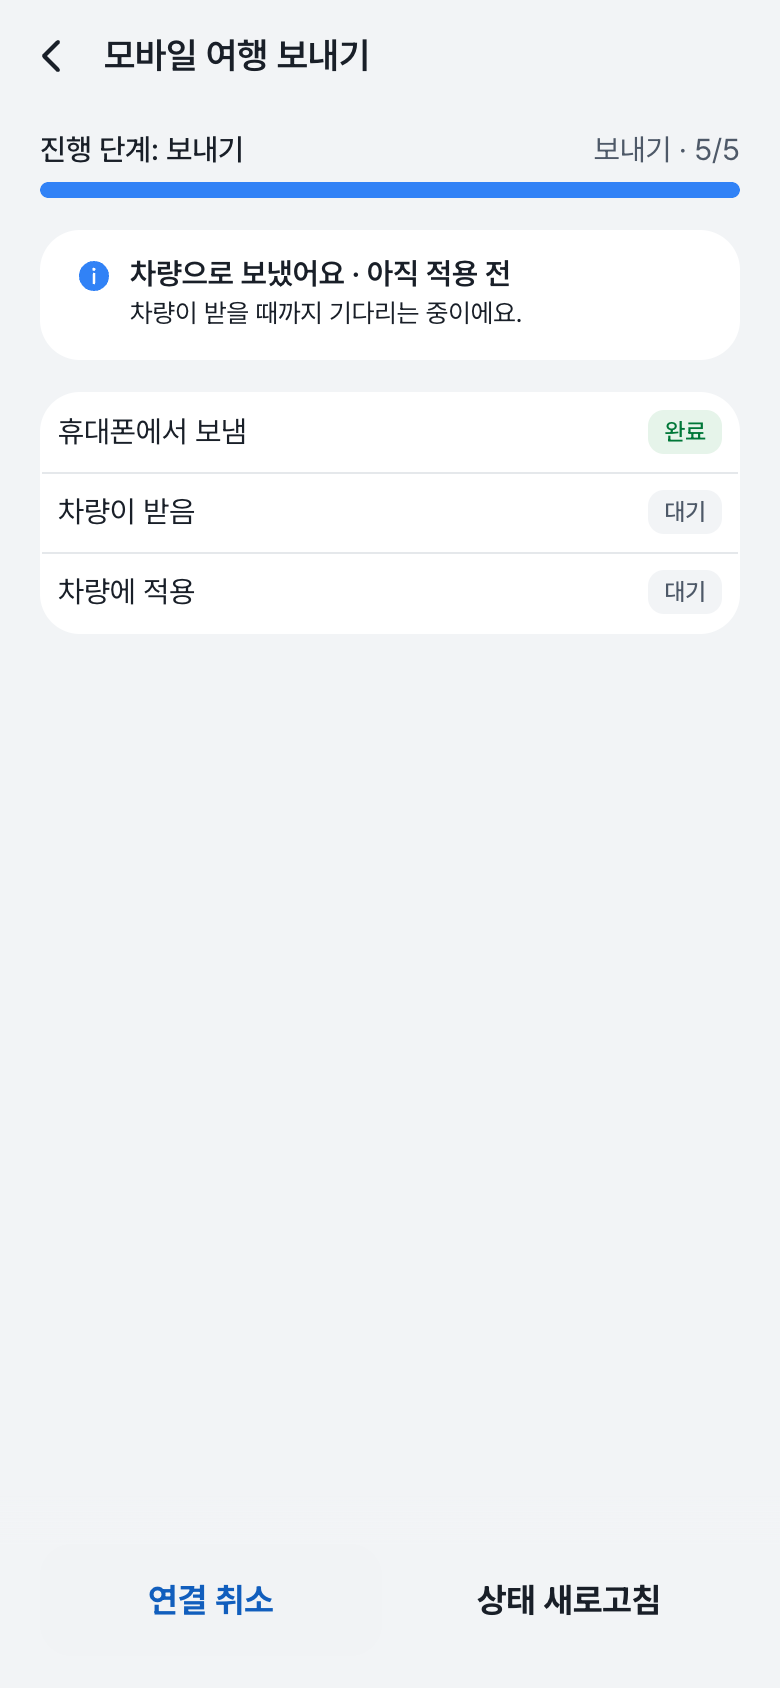 모바일 여행 보내기
진행 단계: 보내기
보내기 · 5/5
차량으로 보냈어요 · 아직 적용 전
차량이 받을 때까지 기다리는 중이에요.
휴대폰에서 보냄
완료
차량이 받음
대기
차량에 적용
대기
연결 취소
상태 새로고침